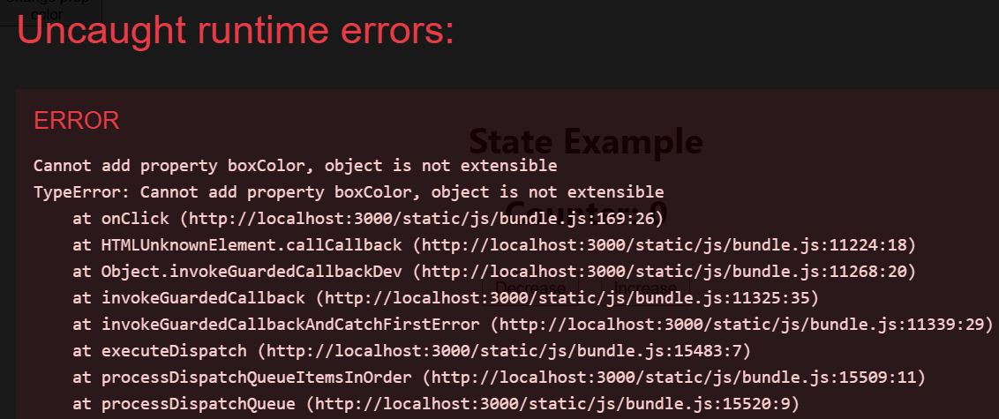 Change prop
color
Uncaught runtime errors:
ERROR
State Example
Cannot add property boxColor, object is not extensible
TypeError: Cannot add property boxColor, object is not extensible
Counter: 0
at onClick (http://localhost:3000/static/js/bundle.js:169:26)
at HTMLUnknownElement.callCallback (http://localhost:3000/static/js/bundle.js:11224:18)
at Object.invokeGuardedCallbackDev (http://localhost:3000/static/js/bundle.js:11268:20)
Decrease Increase
at invokeGuardedCallback (http://localhost:3000/static/js/bundle.js:11325:35)
at invokeGuardedCallbackAndCatchFirstError (http://localhost:3000/static/js/bundle.js:11339:29)
at executeDispatch (http://localhost:3000/static/js/bundle.js:15483:7)
at processDispatchQueueItemsInOrder (http://localhost:3000/static/js/bundle.js:15509:11)
at processDispatchQueue (http://localhost:3000/static/js/bundle.js:15520:9)